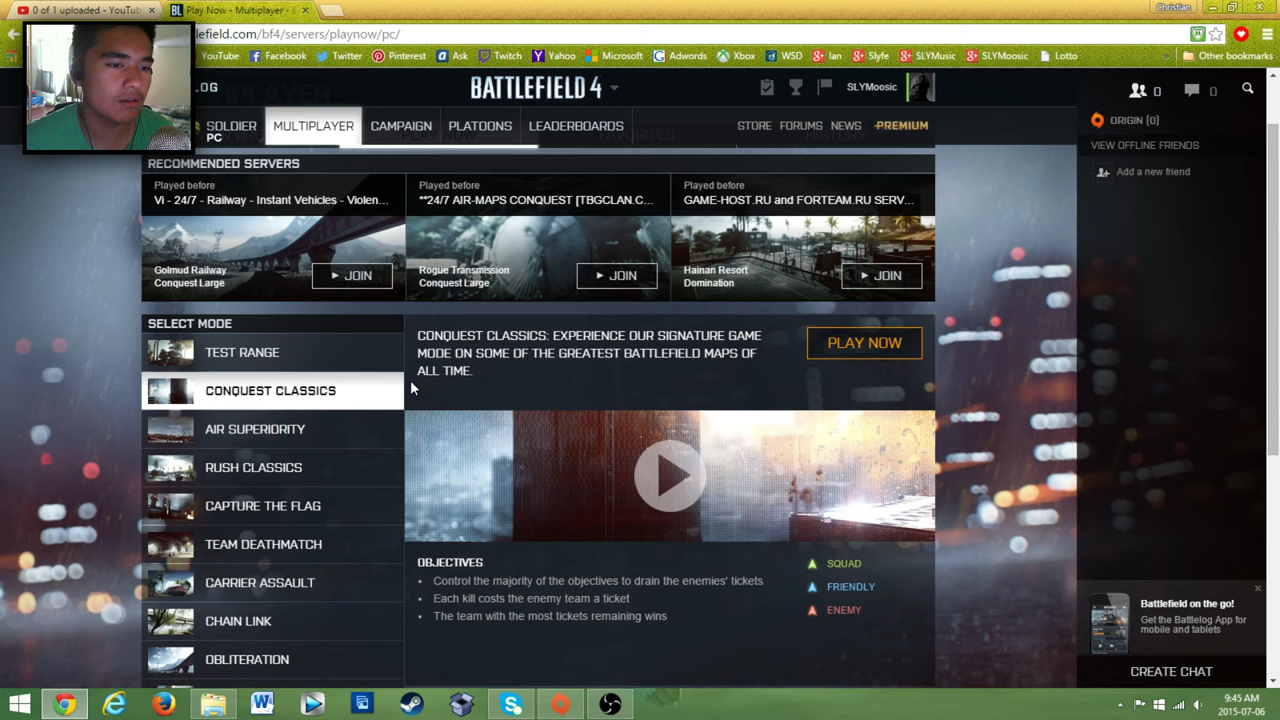 0 of 1 uploaded - YouTub
BL Play Now - Multiplayer -
Christian
lefield.com/bf4/servers/playnow/pc/
YouTube Facebook Twitter Pinterest Ask Twitch Yahoo Microsoft Adwords Xbox WSD Ian Slyfe SLYMusic SLYMoosic Lotto » Other bookmarks
LOG
BATTLEFIELD 4
SLYMoosic
0 0
SOLDIER
PC
MULTIPLAYER CAMPAIGN PLATOONS LEADERBOARDS
STORE FORUMS NEWS PREMIUM
ORIGIN [0]
VIEW OFFLINE FRIENDS
Add a new friend
RECOMMENDED SERVERS
Played before
Vi - 24/7 - Railway - Instant Vehicles - Violen...
Golmud Railway
Conquest Large
JOIN
Played before
**24/7 AIR-MAPS CONQUEST [TBGCLAN.C...
Rogue Transmission
Conquest Large
JOIN
Played before
GAME-HOST.RU and FORTEAM.RU SERV...
Hainan Resort
Domination
JOIN
SELECT MODE
TEST RANGE
CONQUEST CLASSICS
AIR SUPERIORITY
RUSH CLASSICS
CAPTURE THE FLAG
TEAM DEATHMATCH
CARRIER ASSAULT
CHAIN LINK
OBLITERATION
CONQUEST CLASSICS: EXPERIENCE OUR SIGNATURE GAME
MODE ON SOME OF THE GREATEST BATTLEFIELD MAPS OF
ALL TIME.
PLAY NOW
OBJECTIVES
• Control the majority of the objectives to drain the enemies' tickets
• Each kill costs the enemy team a ticket
• The team with the most tickets remaining wins
SQUAD
FRIENDLY
ENEMY
Battlefield on the go!
Get the Battlelog App for
mobile and tablets
CREATE CHAT
9:45 AM
2015-07-06